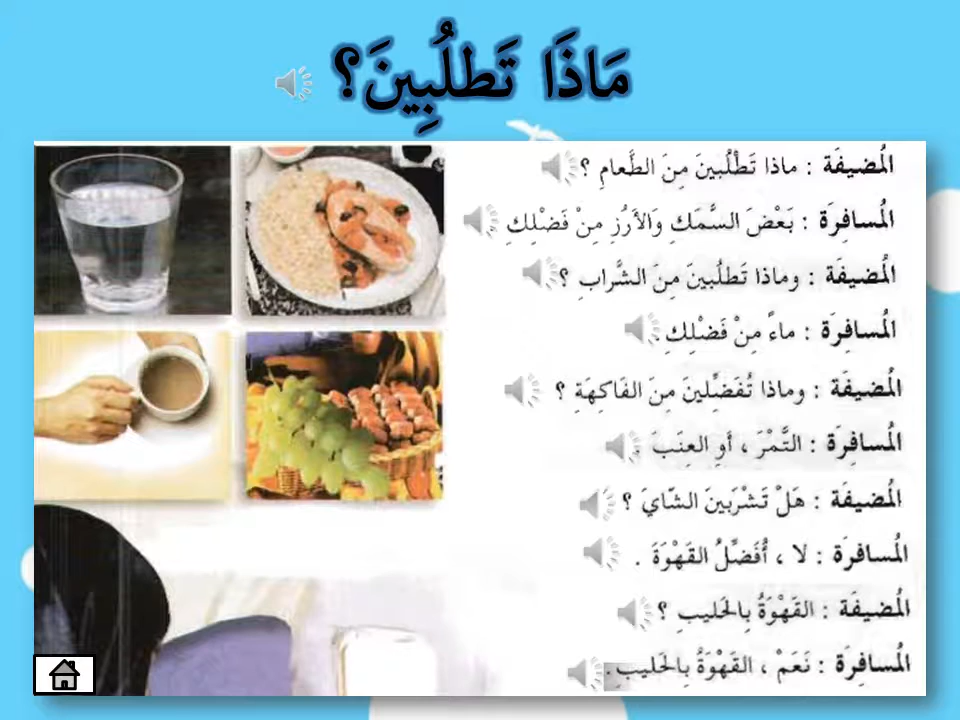 مَاذَا تَطلُبِينَ؟
المُضيفَة : ماذا تَطْلُبينَ مِنَ الطَّعامِ ؟
المُسافِرَة : بَعْضَ السَّمَكِ وَالأَرُزِ مِنْ فَضْلِكِ
المُضيفَة : وماذا تَطلُبينَ مِنَ الشَّرابِ ؟
المُسافِرَة : ماءً مِنْ فَضْلِكِ.
المُضيفَة : وماذا تُفَضِّلينَ مِنَ الفَاكِهَةِ ؟
المُسافِرَة : التَّمْرَ ، أَوِ العِنَبَ
المُضيفَة : هَلْ تَشْرَبينَ الشّايَ ؟
المُسافِرَة : لا ، أُفَضِّلُ القَهْوَةَ .
المُضيفَة : القَهْوَةُ بِالحَليبِ ؟
المُسافِرَة : نَعَمْ ، القَهْوَةُ بِالحَليبِ.